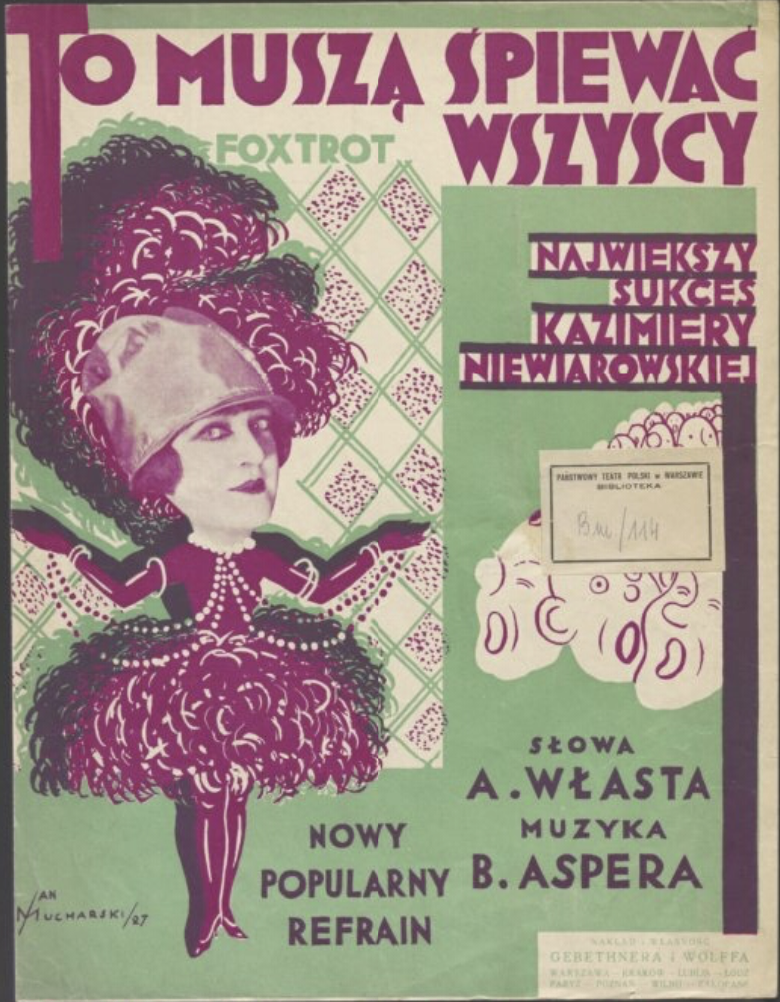 TO MUSZĄ ŚPIEWAĆ
WSZYSCY
FOXTROT
NAJWIĘKSZY
SUKCES
KAZIMIERY
NIEWIAROWSKIEJ
PAŃSTWOWY TEATR POLSKI w WARSZAWIE
BIBLIOTEKA
Bm./114
SŁOWA
A. WŁASTA
MUZYKA
B. ASPERA
NOWY
POPULARNY
REFRAIN
JAN
MUCHARSKI/27
NAKŁAD i WŁASNOŚĆ
GEBETHNERA i WOLFFA
WARSZAWA - KRAKÓW - LUBLIN - ŁÓDŹ
PARYŻ - POZNAŃ - WILNO - ZAKOPANE